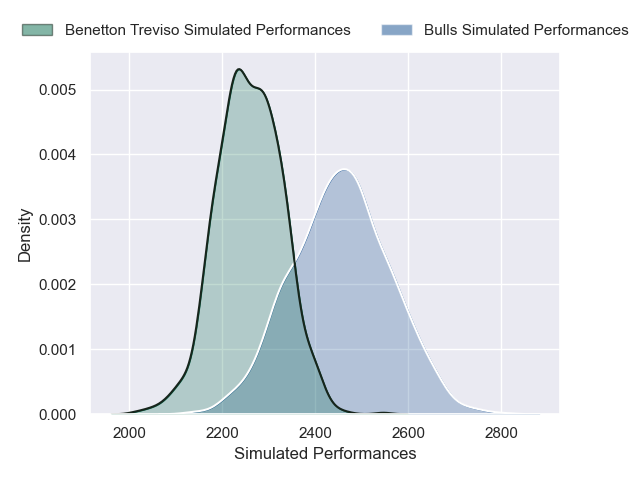 Benetton Treviso Simulated Performances Bulls Simulated Performances
0.005
0.004
0.003
0.002
0.001
0.000
Density
2000 2200 2400 2600 2800
Simulated Performances